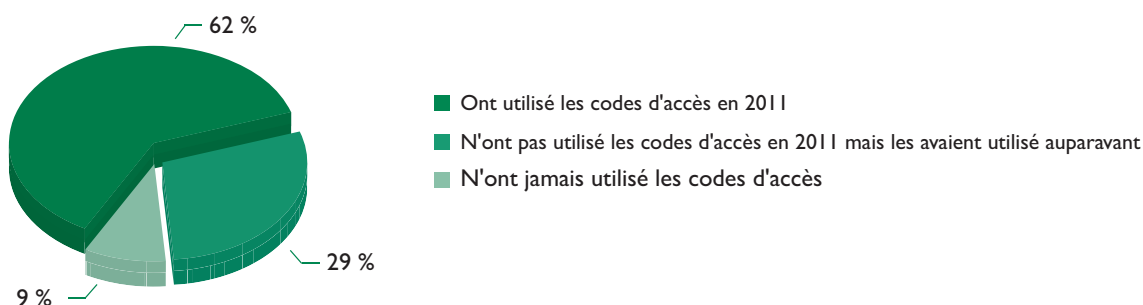 62 %
Ont utilisé les codes d'accès en 2011
N'ont pas utilisé les codes d'accès en 2011 mais les avaient utilisé auparavant
N'ont jamais utilisé les codes d'accès
29 %
9 %